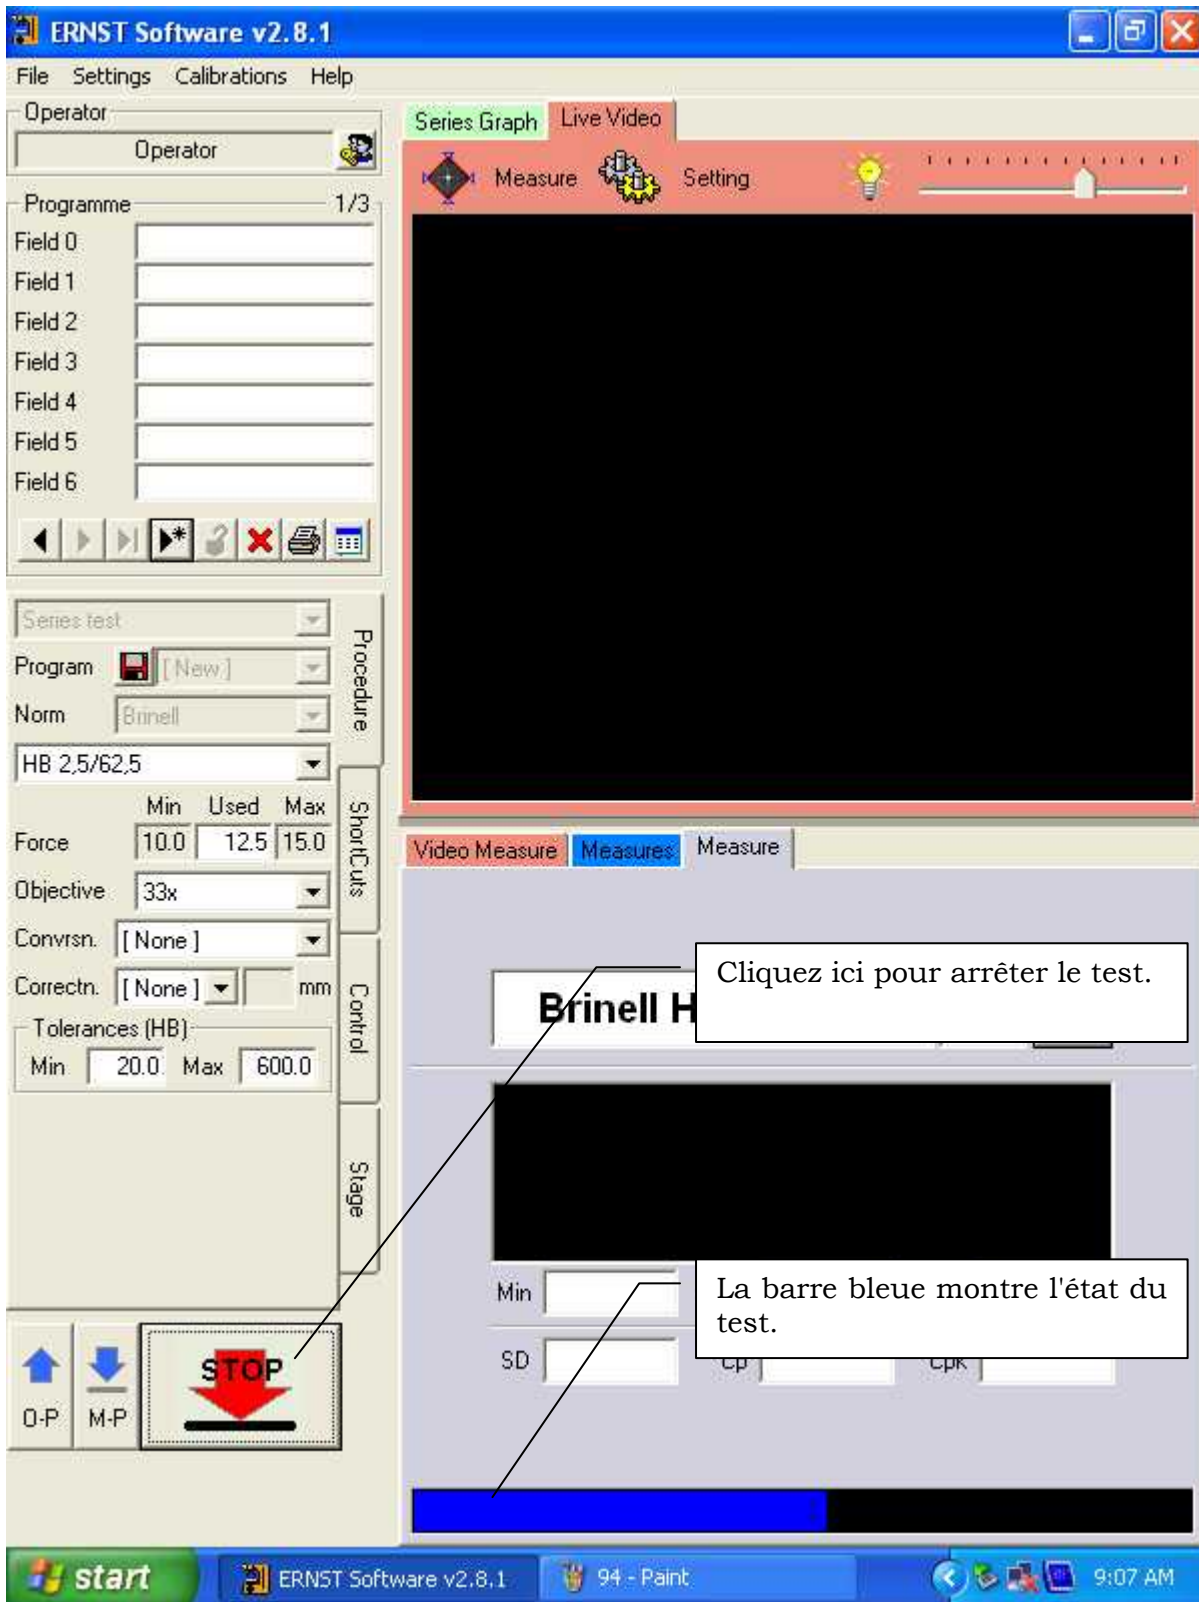 ERNST Software v2.8.1
File Settings Calibrations Help
Operator
Operator
Programme 1/3
Field 0
Field 1
Field 2
Field 3
Field 4
Field 5
Field 6
Series test
Program [ New ]
Norm Brinell
HB 2,5/62,5
Min Used Max
Force 10.0 12.5 15.0
Objective 33x
Convrsn. [ None ]
Correctn. [ None ] mm
Tolerances (HB)
Min 20.0 Max 600.0
Procedure
ShortCuts
Control
Stage
O-P
M-P
STOP
Series Graph Live Video
Measure Setting
Video Measure Measures Measure
Brinell H
Cliquez ici pour arrêter le test.
Min
La barre bleue montre l'état du
test.
SD Cp Cpk
start ERNST Software v2.8.1 94 - Paint 9:07 AM